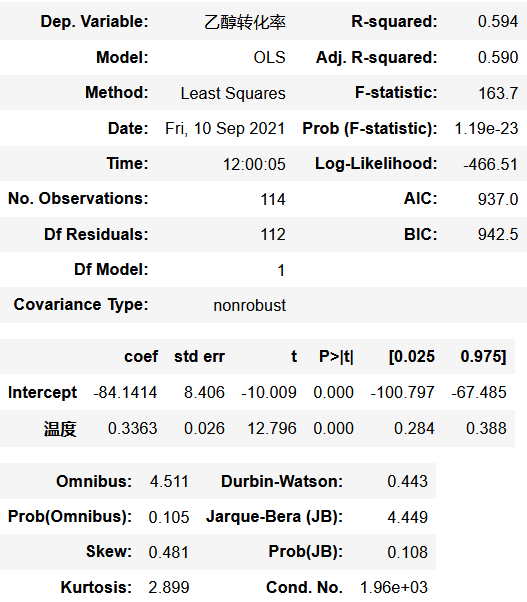 Dep. Variable: 乙醇转化率 R-squared: 0.594
Model: OLS Adj. R-squared: 0.590
Method: Least Squares F-statistic: 163.7
Date: Fri, 10 Sep 2021 Prob (F-statistic): 1.19e-23
Time: 12:00:05 Log-Likelihood: -466.51
No. Observations: 114 AIC: 937.0
Df Residuals: 112 BIC: 942.5
Df Model: 1
Covariance Type: nonrobust
coef std err t P>|t| [0.025 0.975]
Intercept -84.1414 8.406 -10.009 0.000 -100.797 -67.485
温度 0.3363 0.026 12.796 0.000 0.284 0.388
Omnibus: 4.511 Durbin-Watson: 0.443
Prob(Omnibus): 0.105 Jarque-Bera (JB): 4.449
Skew: 0.481 Prob(JB): 0.108
Kurtosis: 2.899 Cond. No. 1.96e+03